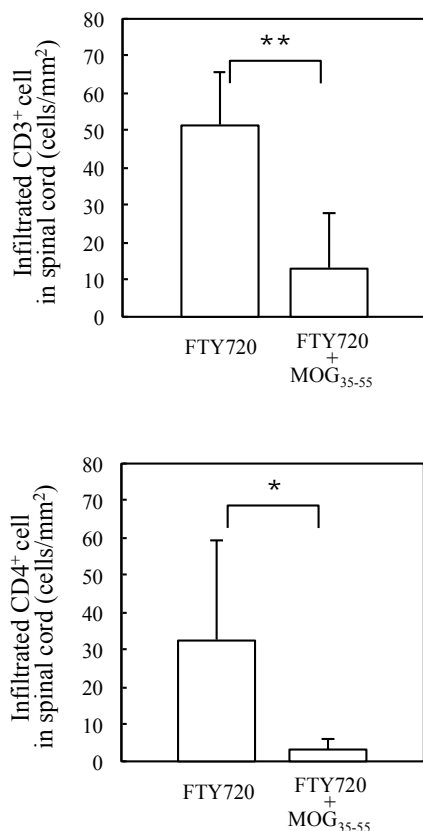 Infiltrated CD3⁺ cell
in spinal cord (cells/mm²)
80
70
60
50
40
30
20
10
0
**
FTY720
FTY720
+
MOG₃₅₋₅₅
Infiltrated CD4⁺ cell
in spinal cord (cells/mm²)
80
70
60
50
40
30
20
10
0
*
FTY720
FTY720
+
MOG₃₅₋₅₅